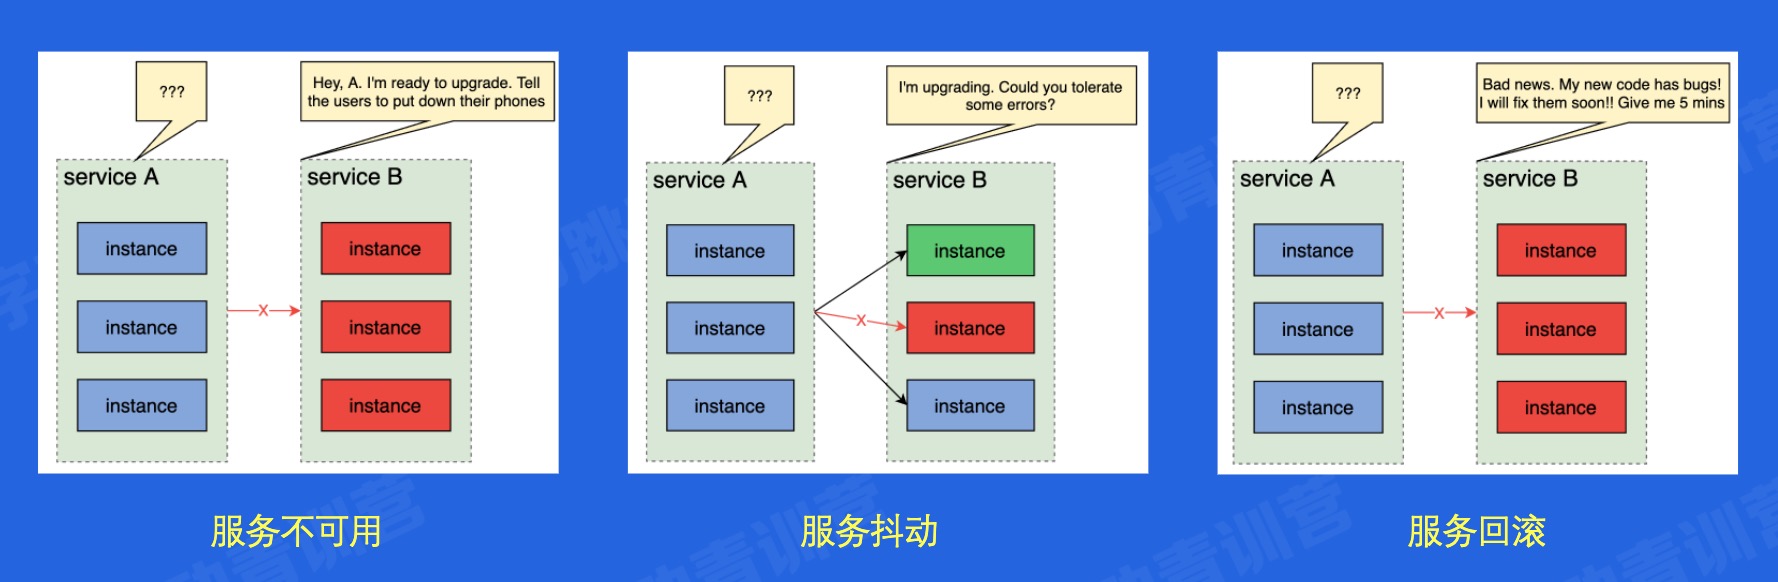 ???
Hey, A. I'm ready to upgrade. Tell
the users to put down their phones
service A
service B
instance
instance
instance
X
instance
instance
instance
服务不可用
???
I'm upgrading. Could you tolerate
some errors?
service A
service B
instance
instance
instance
X
instance
instance
instance
服务抖动
???
Bad news. My new code has bugs!
I will fix them soon!! Give me 5 mins
service A
service B
instance
instance
instance
X
instance
instance
instance
服务回滚